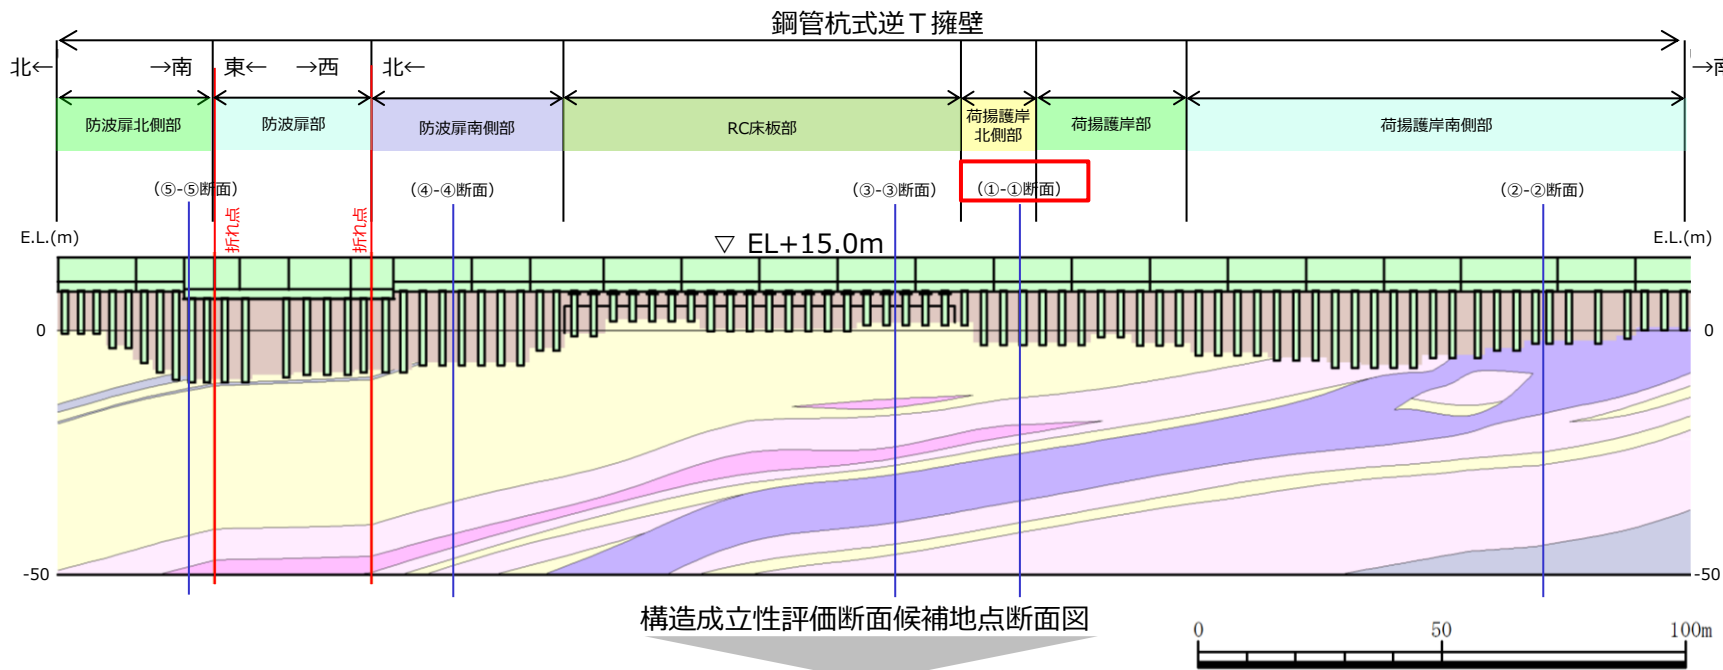 鋼管杭式逆T擁壁
北← →南 東← →西 北← →南
防波扉北側部 防波扉部 防波扉南側部 RC床板部 荷揚護岸
北側部 荷揚護岸部 荷揚護岸南側部
(⑤-⑤断面) (④-④断面) (③-③断面) (①-①断面) (②-②断面)
折れ点 折れ点
E.L.(m) ▽ EL+15.0m E.L.(m)
0 0
-50 -50
構造成立性評価断面候補地点断面図
0 50 100m